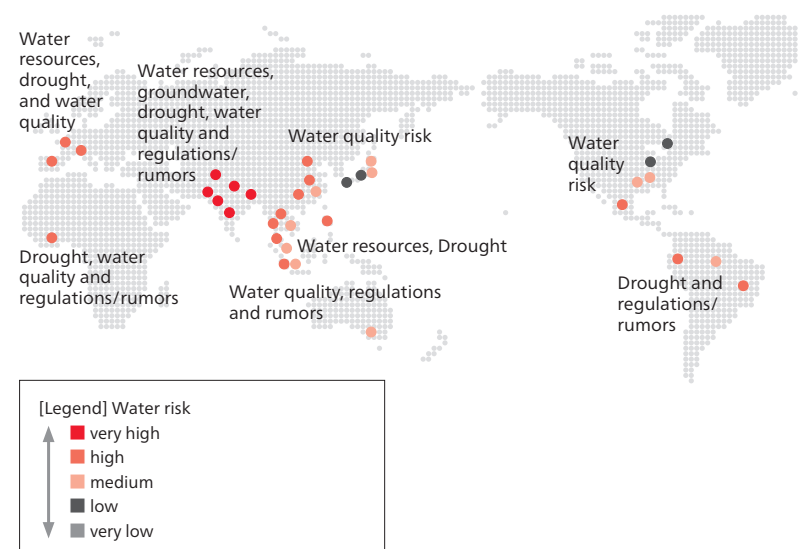 Water
resources,
drought,
and water
quality
Water resources,
groundwater,
drought, water
quality and
regulations/
rumors
Water quality risk
Water
quality
risk
Drought, water
quality and
regulations/rumors
Water resources, Drought
Water quality, regulations
and rumors
Drought and
regulations/
rumors
[Legend] Water risk
very high
high
medium
low
very low